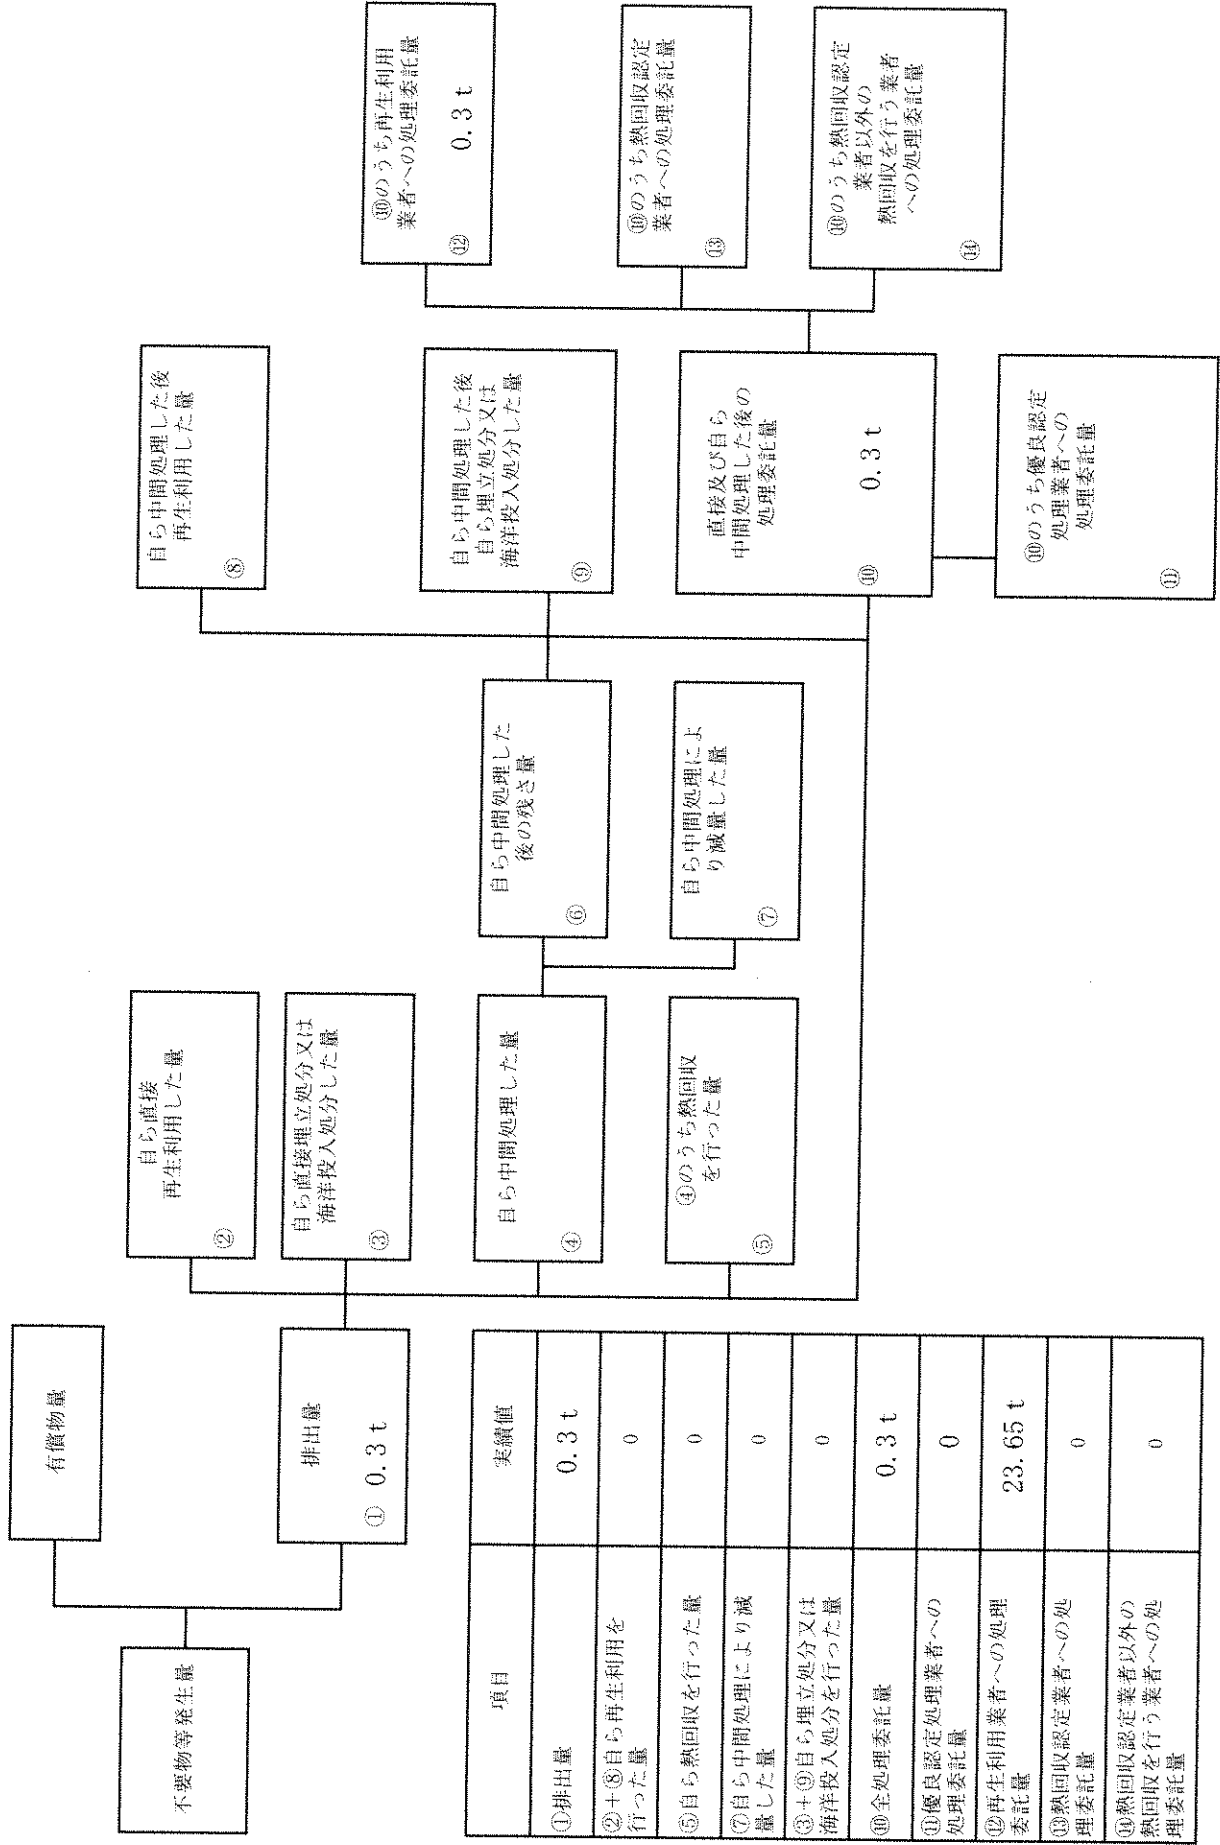 不要物等発生量
有償物量
排出量
① 0.3 t
自ら直接
再生利用した量
②
自ら直接埋立処分又は
海洋投入処分した量
③
自ら中間処理した量
④
④のうち熱回収
を行った量
⑤
自ら中間処理した
後の残さ量
⑥
自ら中間処理によ
り減量した量
⑦
自ら中間処理した後
再生利用した量
⑧
自ら中間処理した後
自ら埋立処分又は
海洋投入処分した量
⑨
直接及び自ら
中間処理した後の
処理委託量
⑩ 0.3 t
⑩のうち優良認定
処理業者への
処理委託量
⑪
⑩のうち再生利用
業者への処理委託量
⑫ 0.3 t
⑩のうち熱回収認定
業者への処理委託量
⑬
⑩のうち熱回収認定
業者以外の
熱回収を行う業者
への処理委託量
⑭
項目 実績値
①排出量 0.3 t
②+⑧自ら再生利用を
行った量 0
⑤自ら熱回収を行った量 0
⑦自ら中間処理により減
量した量 0
③+⑨自ら埋立処分又は
海洋投入処分を行った量 0
⑩全処理委託量 0.3 t
⑪優良認定処理業者への
処理委託量 0
⑫再生利用業者への処理
委託量 23.65 t
⑬熱回収認定業者への処
理委託量 0
⑭熱回収認定業者以外の
熱回収を行う業者への処
理委託量 0